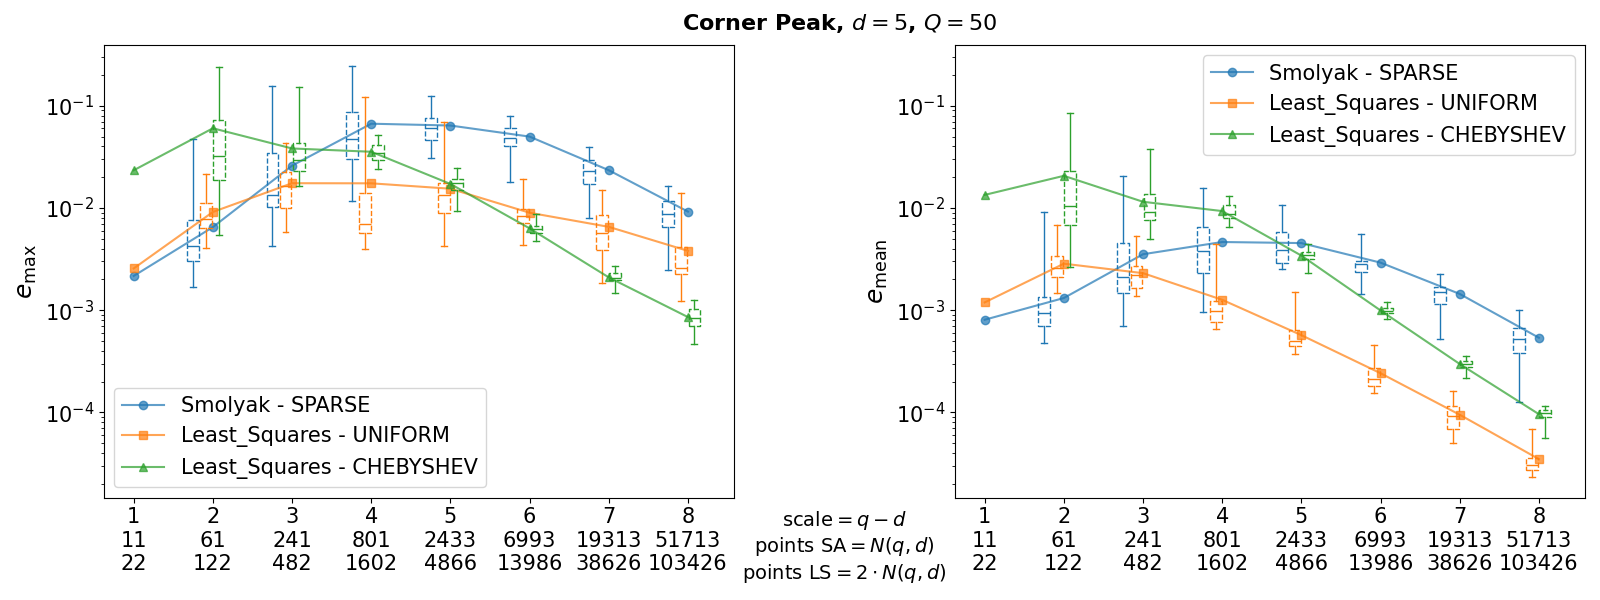 Corner Peak, d = 5, Q = 50
e_max
10^−1
10^−2
10^−3
10^−4
Smolyak - SPARSE
Least_Squares - UNIFORM
Least_Squares - CHEBYSHEV
1 2 3 4 5 6 7 8
11 61 241 801 2433 6993 19313 51713
22 122 482 1602 4866 13986 38626 103426
scale = q − d
points SA = N(q, d)
points LS = 2 · N(q, d)
e_mean
10^−1
10^−2
10^−3
10^−4
Smolyak - SPARSE
Least_Squares - UNIFORM
Least_Squares - CHEBYSHEV
1 2 3 4 5 6 7 8
11 61 241 801 2433 6993 19313 51713
22 122 482 1602 4866 13986 38626 103426